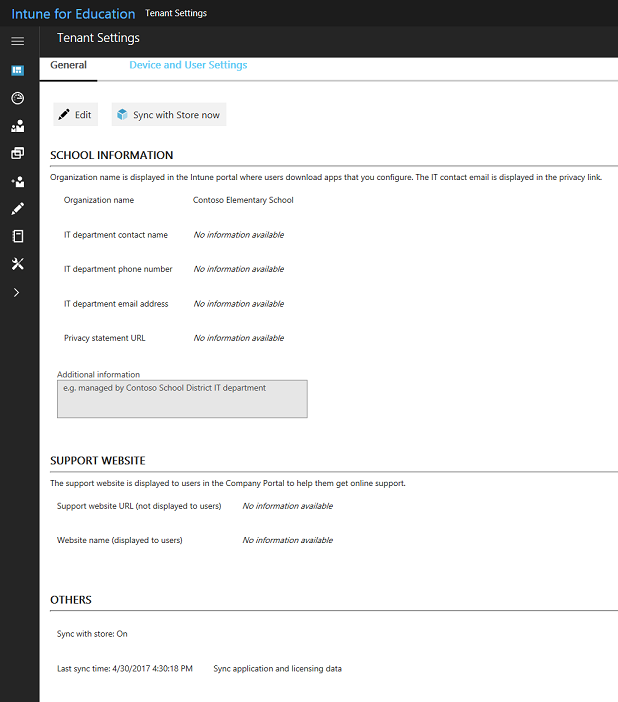 Intune for Education Tenant Settings
Tenant Settings
General Device and User Settings
Edit Sync with Store now
SCHOOL INFORMATION
Organization name is displayed in the Intune portal where users download apps that you configure. The IT contact email is displayed in the privacy link.
Organization name Contoso Elementary School
IT department contact name No information available
IT department phone number No information available
IT department email address No information available
Privacy statement URL No information available
Additional information
e.g. managed by Contoso School District IT department
SUPPORT WEBSITE
The support website is displayed to users in the Company Portal to help them get online support.
Support website URL (not displayed to users) No information available
Website name (displayed to users) No information available
OTHERS
Sync with store: On
Last sync time: 4/30/2017 4:30:18 PM Sync application and licensing data